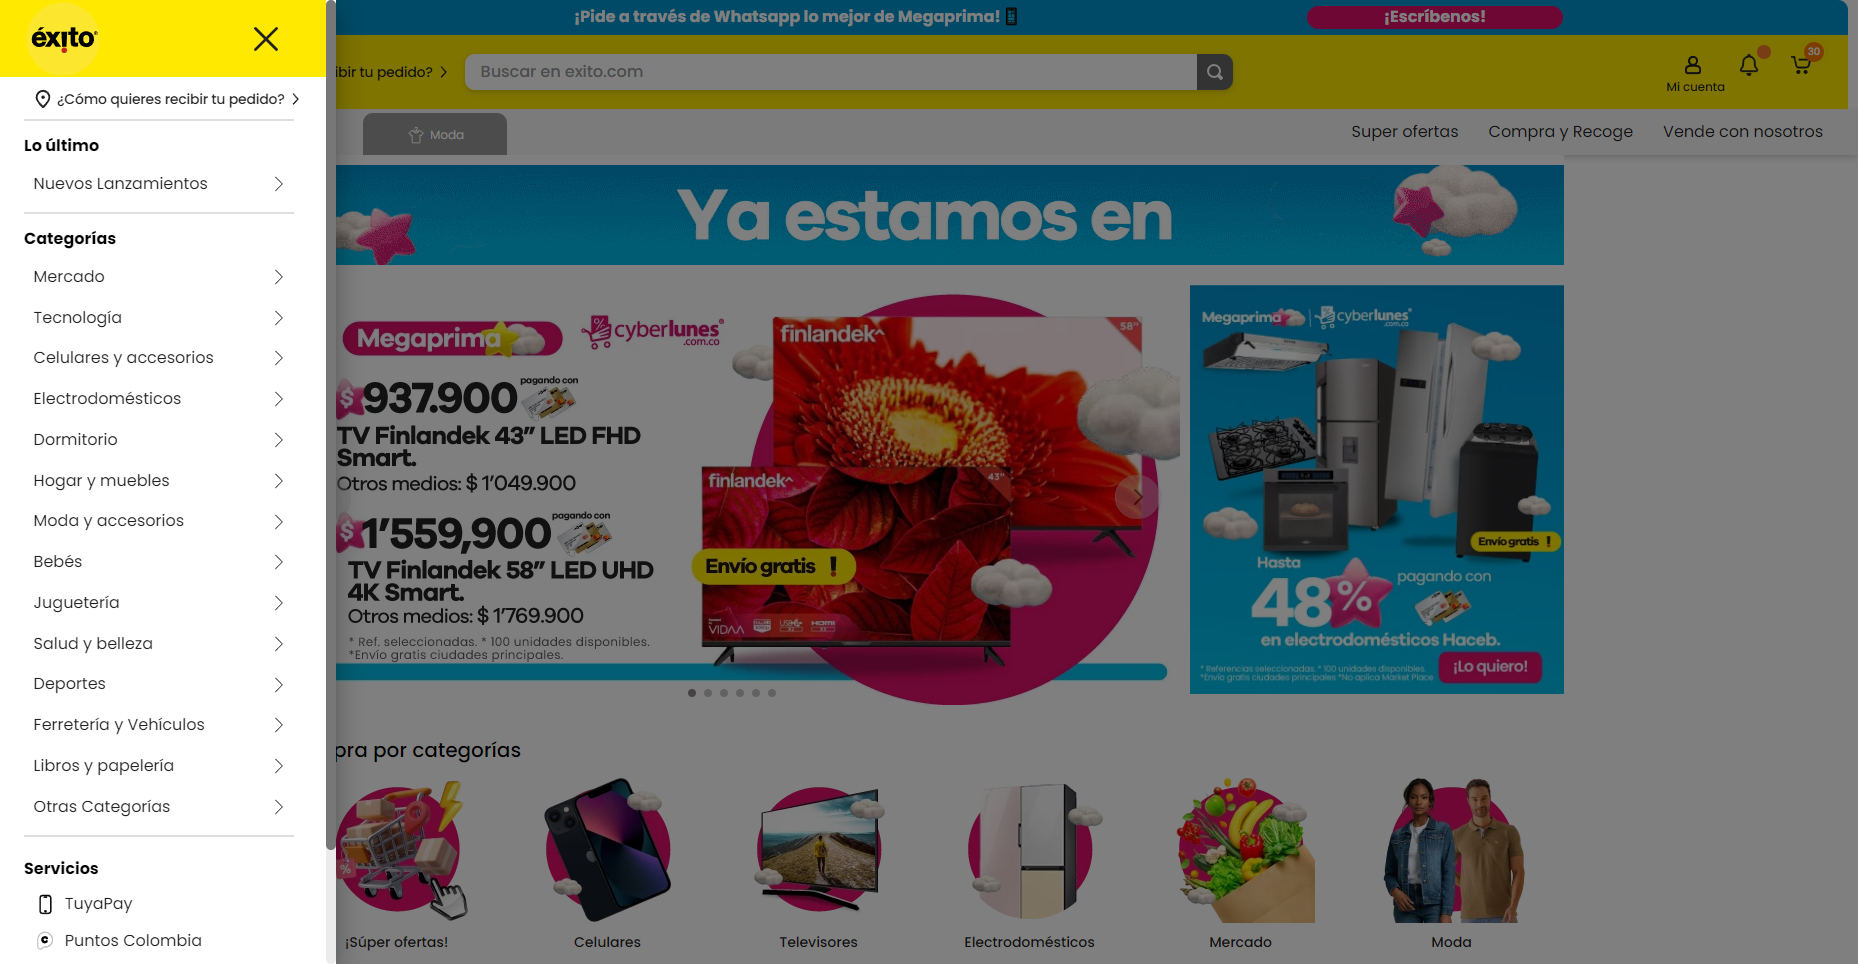 éxito
¿Cómo quieres recibir tu pedido?
Lo último
Nuevos Lanzamientos
Categorías
Mercado
Tecnología
Celulares y accesorios
Electrodomésticos
Dormitorio
Hogar y muebles
Moda y accesorios
Bebés
Juguetería
Salud y belleza
Deportes
Ferretería y Vehículos
Libros y papelería
Otras Categorías
Servicios
TuyaPay
Puntos Colombia
¡Pide a través de Whatsapp lo mejor de Megaprima!
¡Escríbenos!
ibir tu pedido?
Buscar en exito.com
Mi cuenta
30
Moda
Super ofertas
Compra y Recoge
Vende con nosotros
Ya estamos en
Megaprima
cyberlunes
.com.co
$937.900
pagando con
TV Finlandek 43" LED FHD
Smart.
Otros medios: $ 1'049.900
$1'559,900
pagando con
TV Finlandek 58" LED UHD
4K Smart.
Otros medios: $ 1'769.900
* Ref. seleccionadas. * 100 unidades disponibles.
*Envío gratis ciudades principales.
finlandek
58"
finlandek
43"
Envío gratis !
VIDAA
HDMI
Megaprima
cyberlunes
.com.co
Envío gratis !
Hasta
48%
pagando con
en electrodomésticos Haceb.
* Referencias seleccionadas. * 100 unidades disponibles.
*Envío gratis ciudades principales *No aplica Market Place
¡Lo quiero!
pra por categorías
%
¡Súper ofertas!
Celulares
Televisores
Electrodomésticos
Mercado
Moda